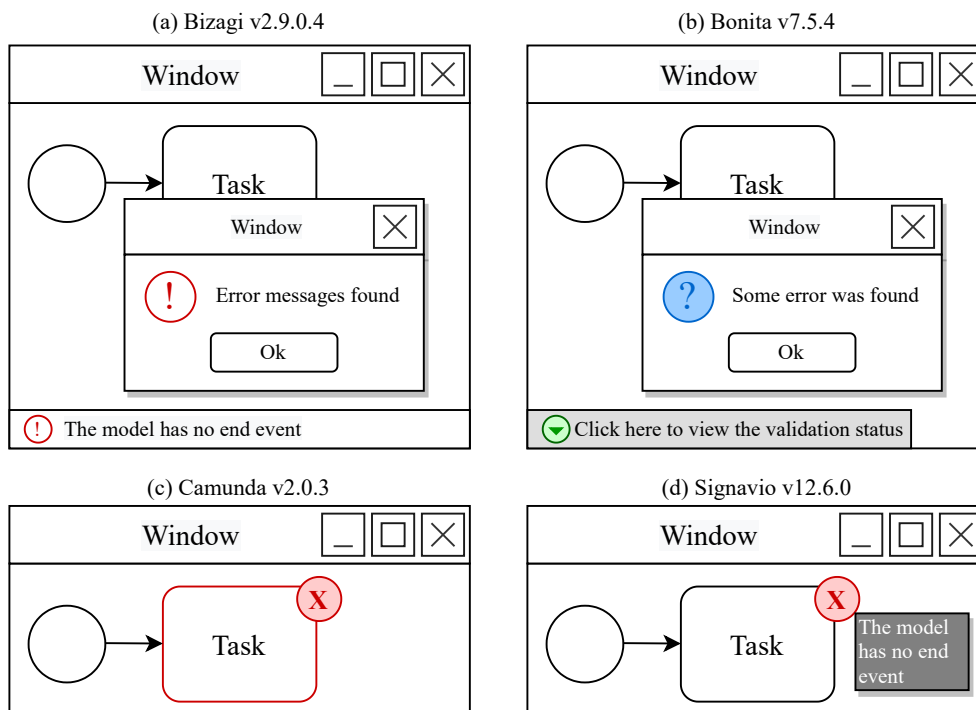 (a) Bizagi v2.9.0.4
Window
Task
Window
!
Error messages found
Ok
! The model has no end event
(b) Bonita v7.5.4
Window
Task
Window
?
Some error was found
Ok
Click here to view the validation status
(c) Camunda v2.0.3
Window
X
Task
(d) Signavio v12.6.0
Window
X
Task
The model
has no end
event